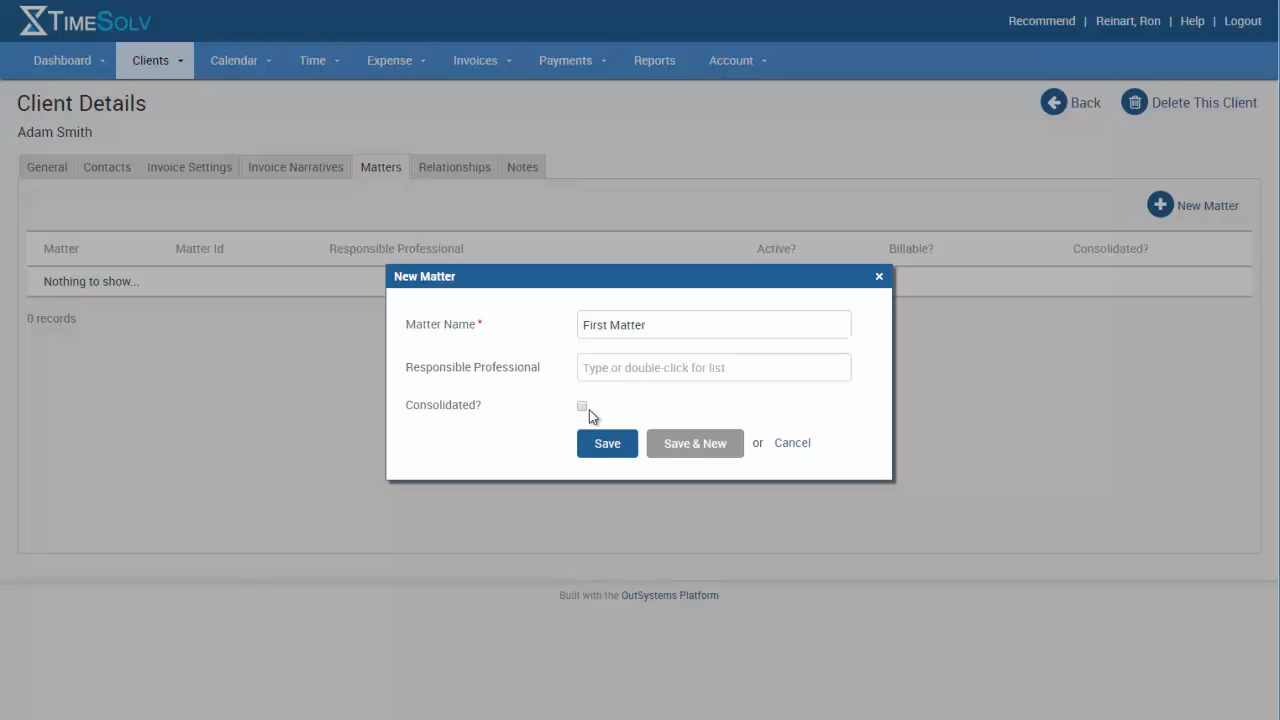 TIMESOLV
Recommend | Reinart, Ron | Help | Logout
Dashboard Clients Calendar Time Expense Invoices Payments Reports Account
Client Details
Back Delete This Client
Adam Smith
General Contacts Invoice Settings Invoice Narratives Matters Relationships Notes
New Matter
Matter Matter Id Responsible Professional Active? Billable? Consolidated?
Nothing to show...
0 records
New Matter ×
Matter Name * First Matter
Responsible Professional Type or double-click for list
Consolidated?
Save Save & New or Cancel
Built with the OutSystems Platform